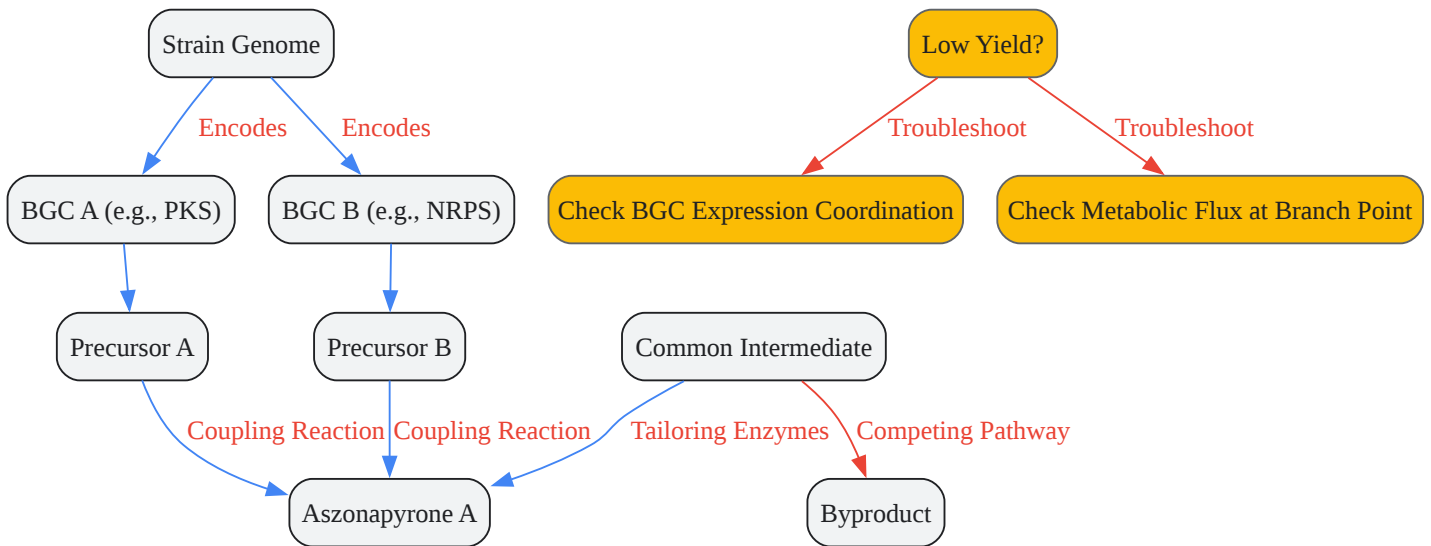 Strain Genome
Low Yield?
Encodes
Encodes
Troubleshoot
Troubleshoot
BGC A (e.g., PKS)
BGC B (e.g., NRPS)
Check BGC Expression Coordination
Check Metabolic Flux at Branch Point
Precursor A
Precursor B
Common Intermediate
Coupling Reaction
Coupling Reaction
Tailoring Enzymes
Competing Pathway
Aszonapyrone A
Byproduct